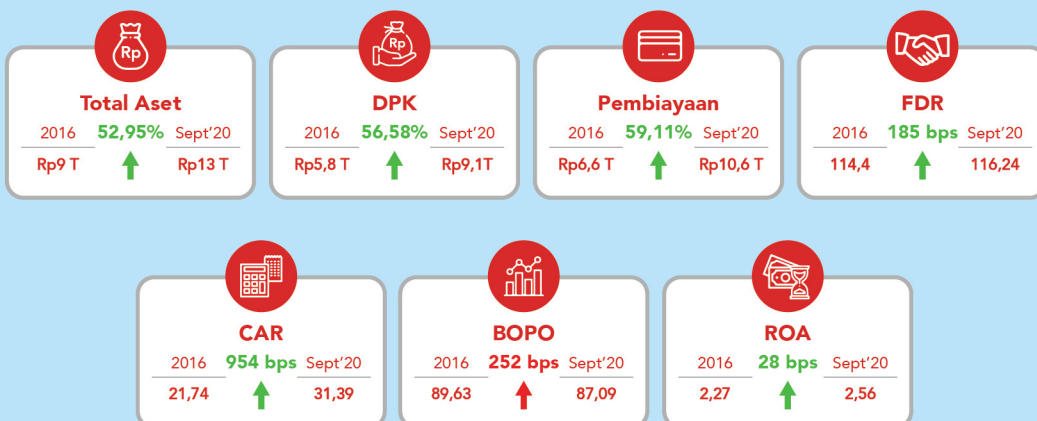 Rp
Total Aset
2016 52,95% Sept'20
Rp9 T Rp13 T
Rp
DPK
2016 56,58% Sept'20
Rp5,8 T Rp9,1T
Pembiayaan
2016 59,11% Sept'20
Rp6,6 T Rp10,6 T
FDR
2016 185 bps Sept'20
114,4 116,24
CAR
2016 954 bps Sept'20
21,74 31,39
BOPO
2016 252 bps Sept'20
89,63 87,09
ROA
2016 28 bps Sept'20
2,27 2,56